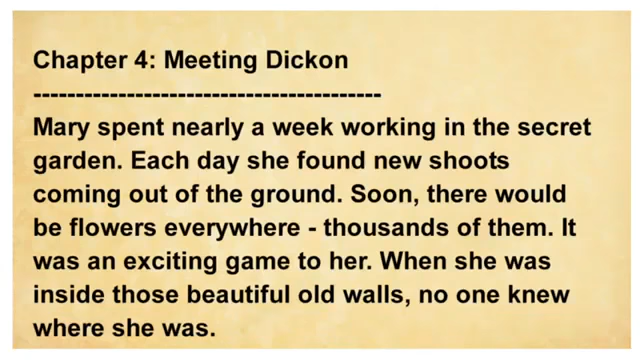 Chapter 4: Meeting Dickon
-----------------------------------------
Mary spent nearly a week working in the secret
garden. Each day she found new shoots
coming out of the ground. Soon, there would
be flowers everywhere - thousands of them. It
was an exciting game to her. When she was
inside those beautiful old walls, no one knew
where she was.